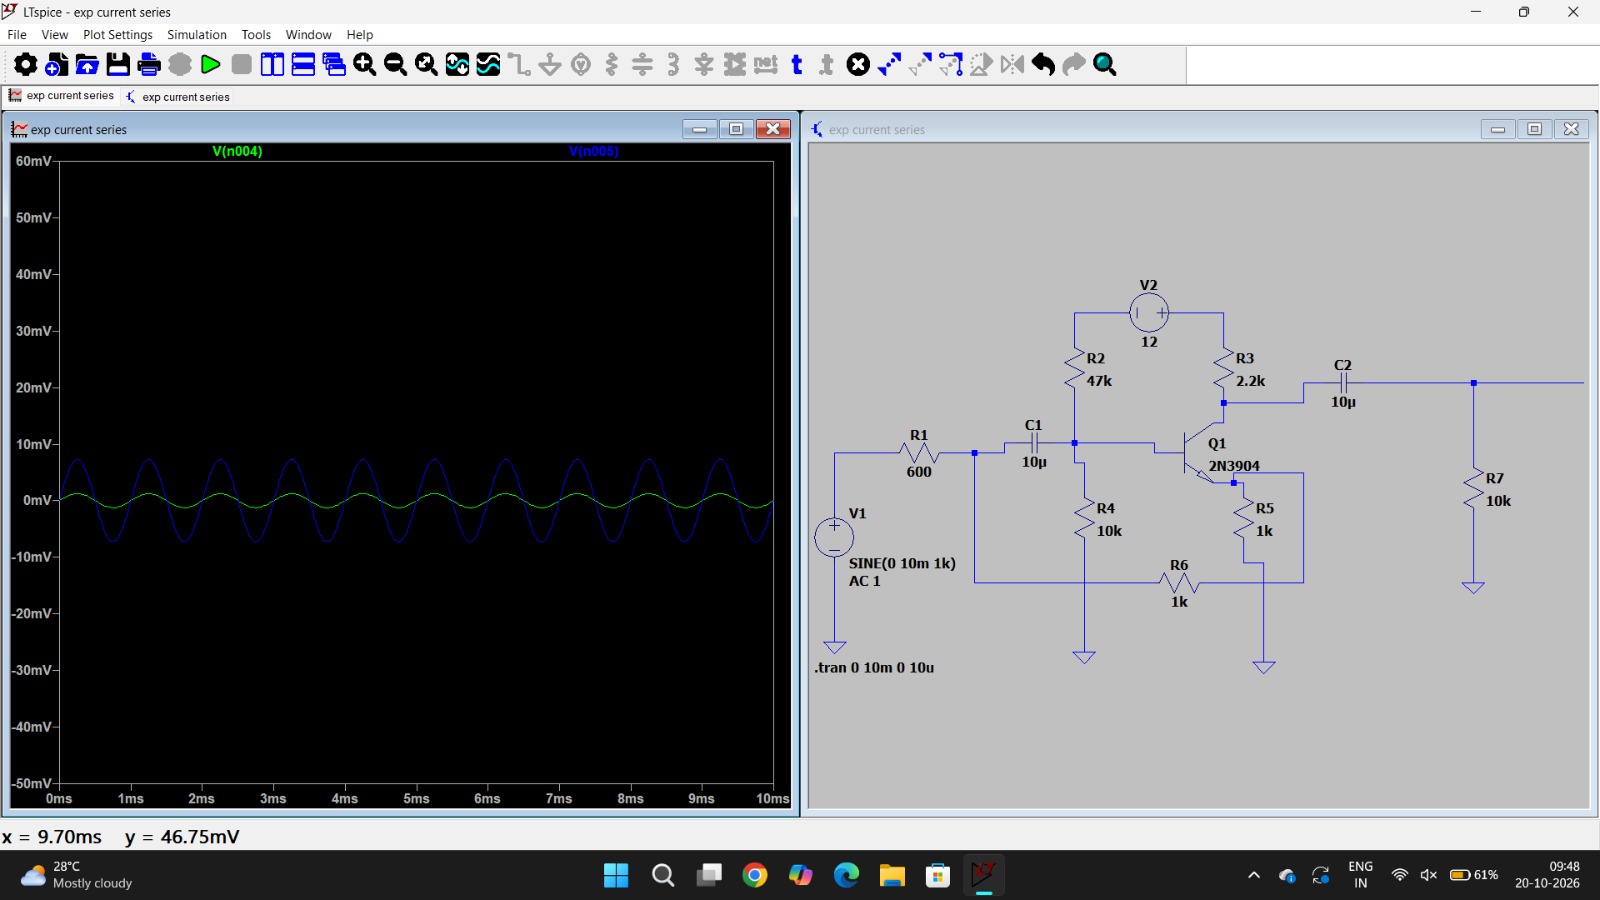 LTspice - exp current series
File View Plot Settings Simulation Tools Window Help
exp current series exp current series
exp current series
V(n004) V(n005)
60mV
50mV
40mV
30mV
20mV
10mV
0mV
-10mV
-20mV
-30mV
-40mV
-50mV
0ms 1ms 2ms 3ms 4ms 5ms 6ms 7ms 8ms 9ms 10ms
exp current series
V2
12
R2
47k
R3
2.2k
C2
10µ
R1
600
C1
10µ
Q1
2N3904
R7
10k
V1
SINE(0 10m 1k)
AC 1
R4
10k
R5
1k
R6
1k
.tran 0 10m 0 10u
x = 9.70ms y = 46.75mV
28°C
Mostly cloudy
ENG
IN
61%
09:48
20-10-2026